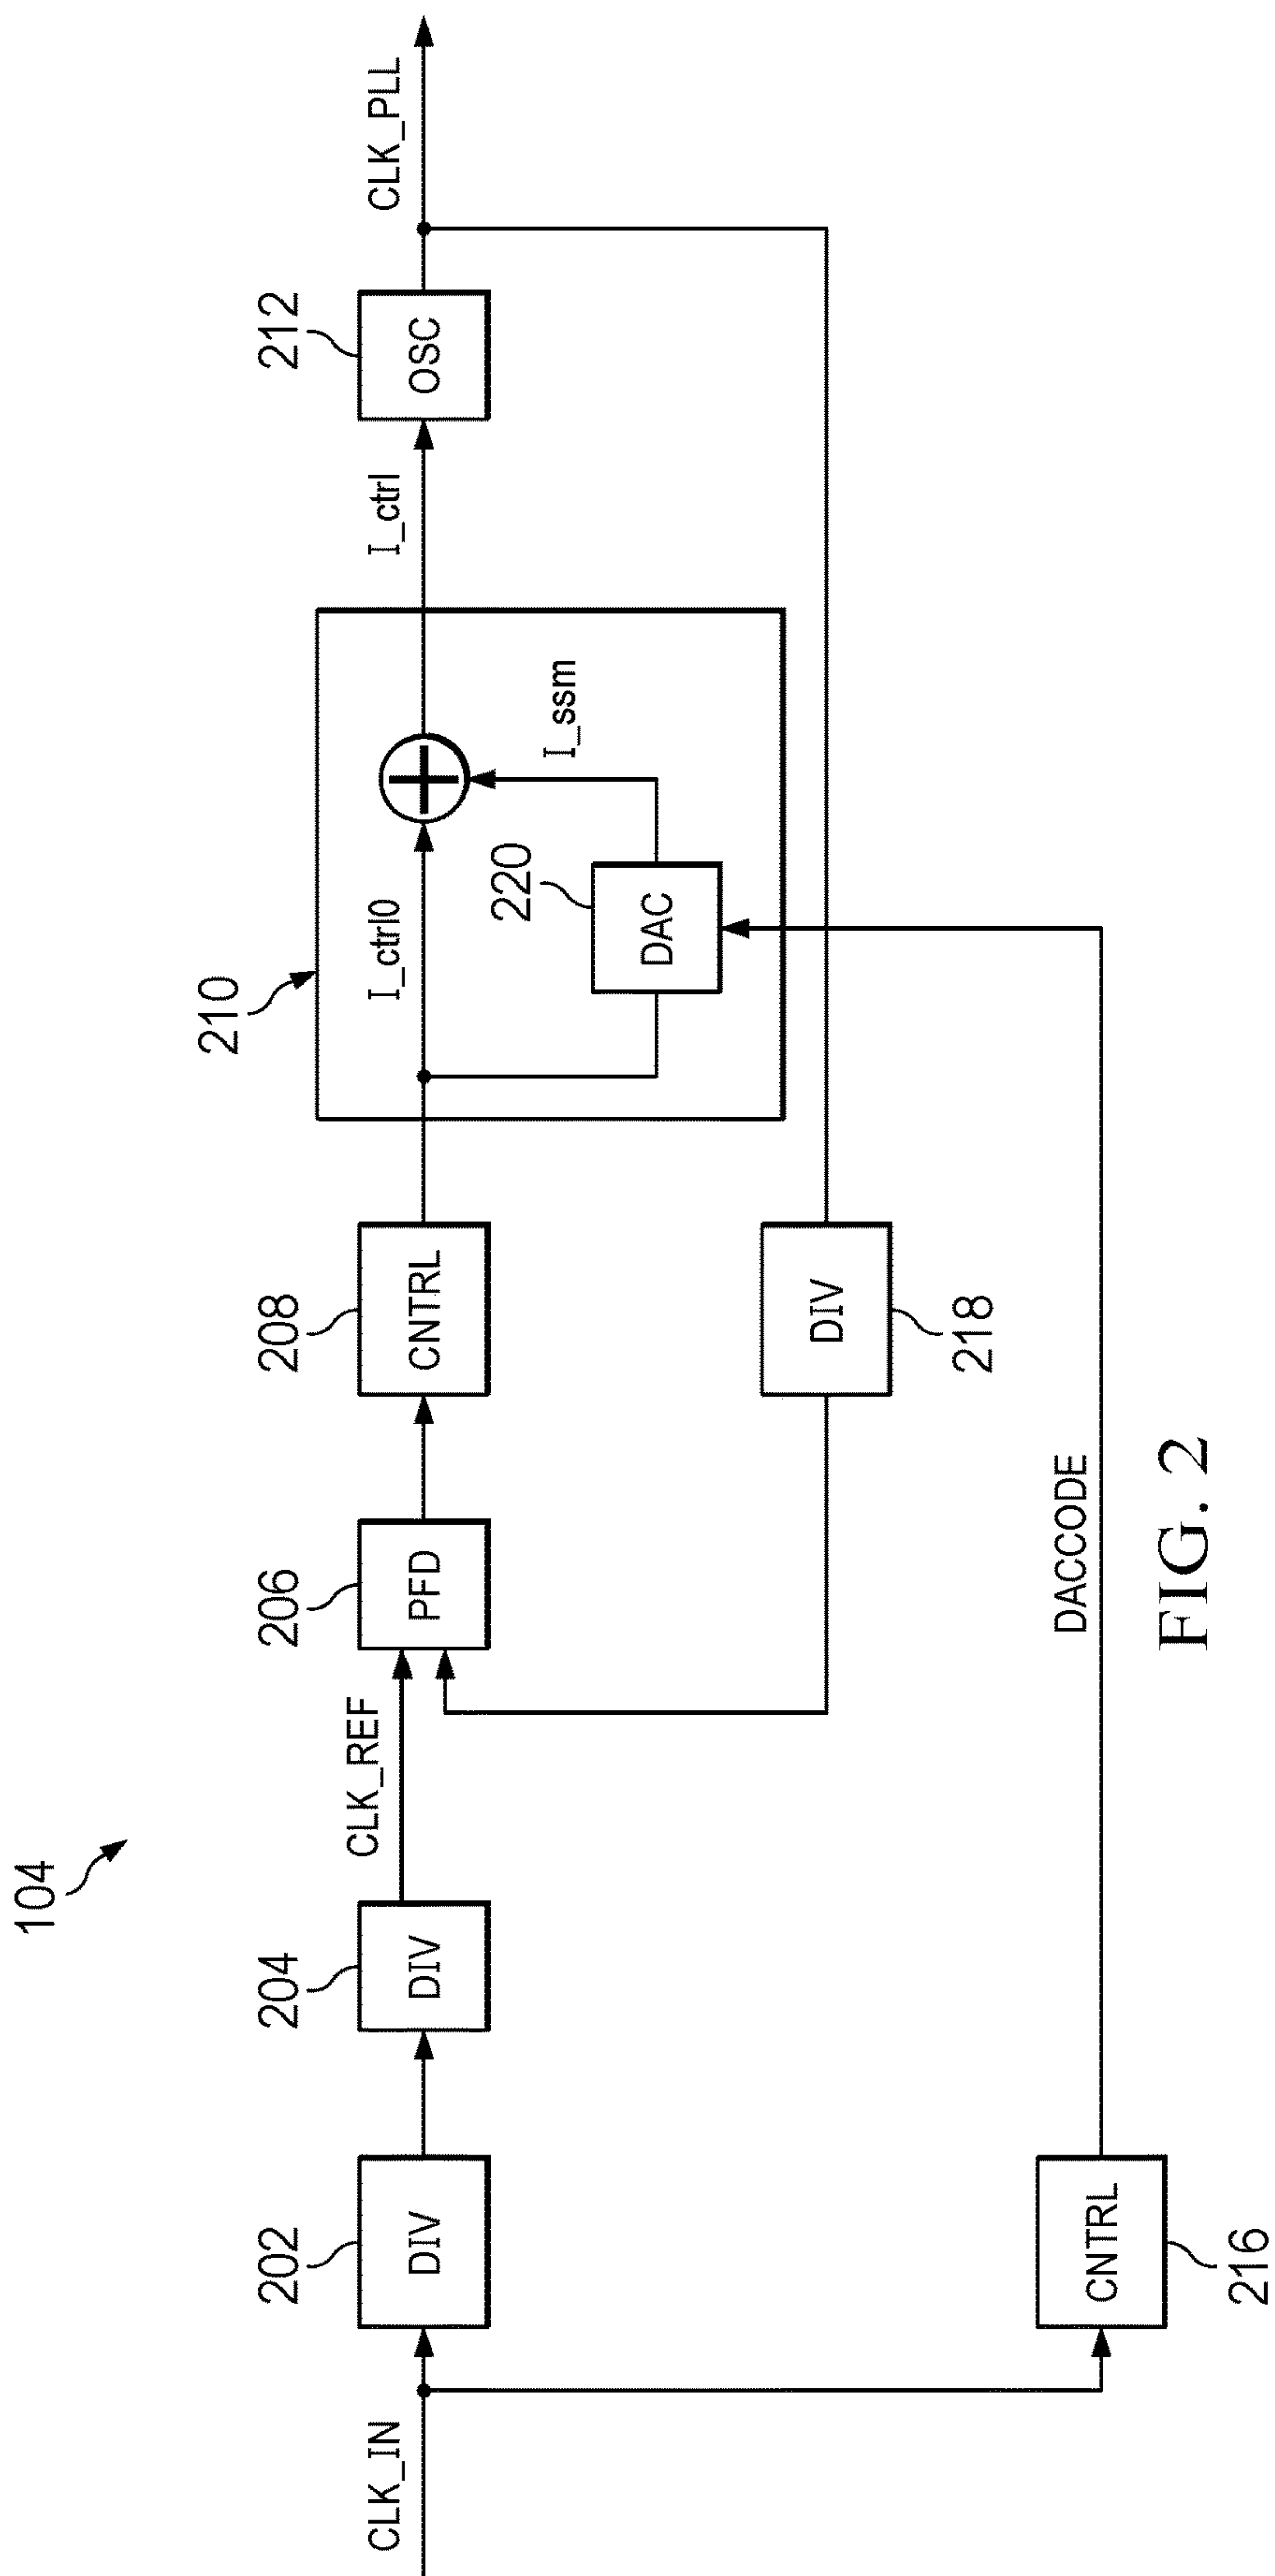 104
202
204
206
208
210
212
CLK_IN
DIV
DIV
CLK_REF
PFD
CNTRL
I_ctrl0
I_ctrl
OSC
CLK_PLL
220
DAC
I_ssm
DIV
218
DACCODE
CNTRL
216
FIG. 2